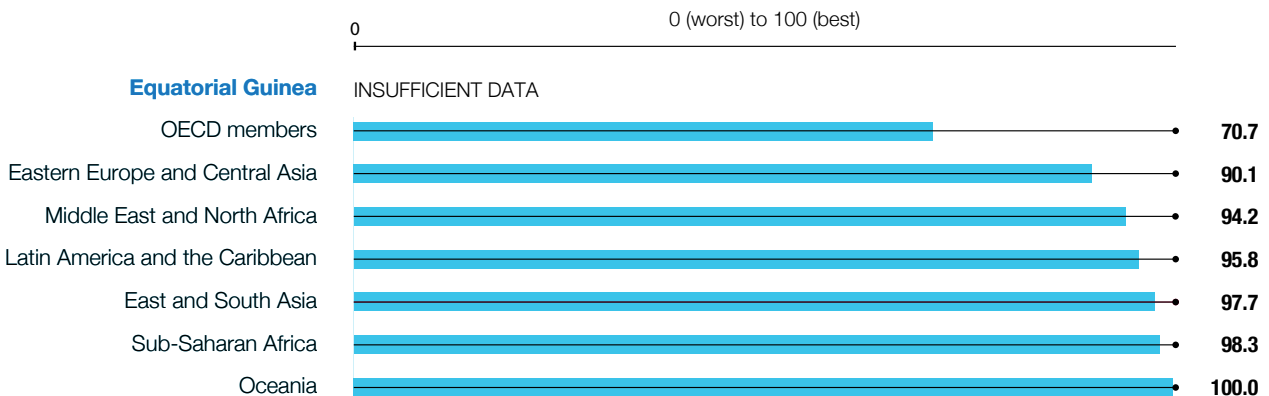 0 (worst) to 100 (best)
0
Equatorial Guinea INSUFFICIENT DATA
OECD members 70.7
Eastern Europe and Central Asia 90.1
Middle East and North Africa 94.2
Latin America and the Caribbean 95.8
East and South Asia 97.7
Sub-Saharan Africa 98.3
Oceania 100.0